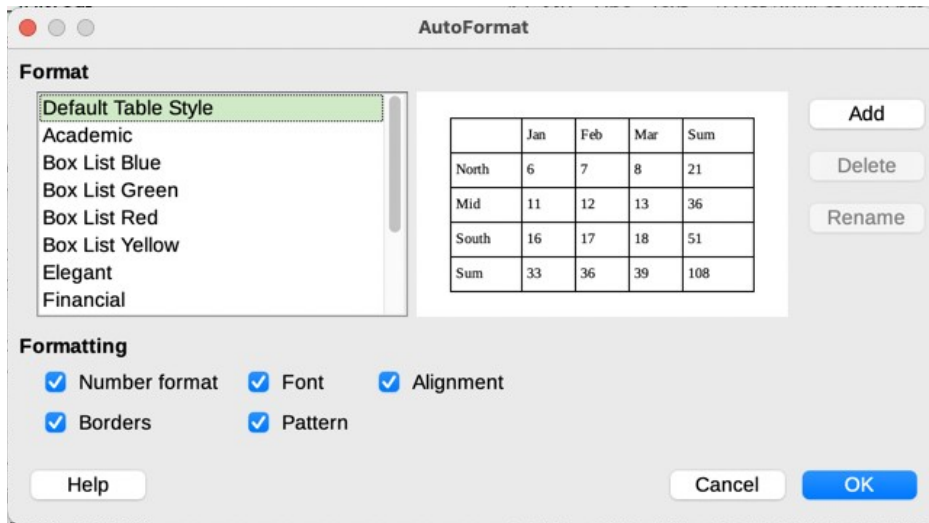 AutoFormat
Format
Default Table Style
Academic
Box List Blue
Box List Green
Box List Red
Box List Yellow
Elegant
Financial
Jan Feb Mar Sum
North 6 7 8 21
Mid 11 12 13 36
South 16 17 18 51
Sum 33 36 39 108
Add
Delete
Rename
Formatting
Number format Font Alignment
Borders Pattern
Help Cancel OK